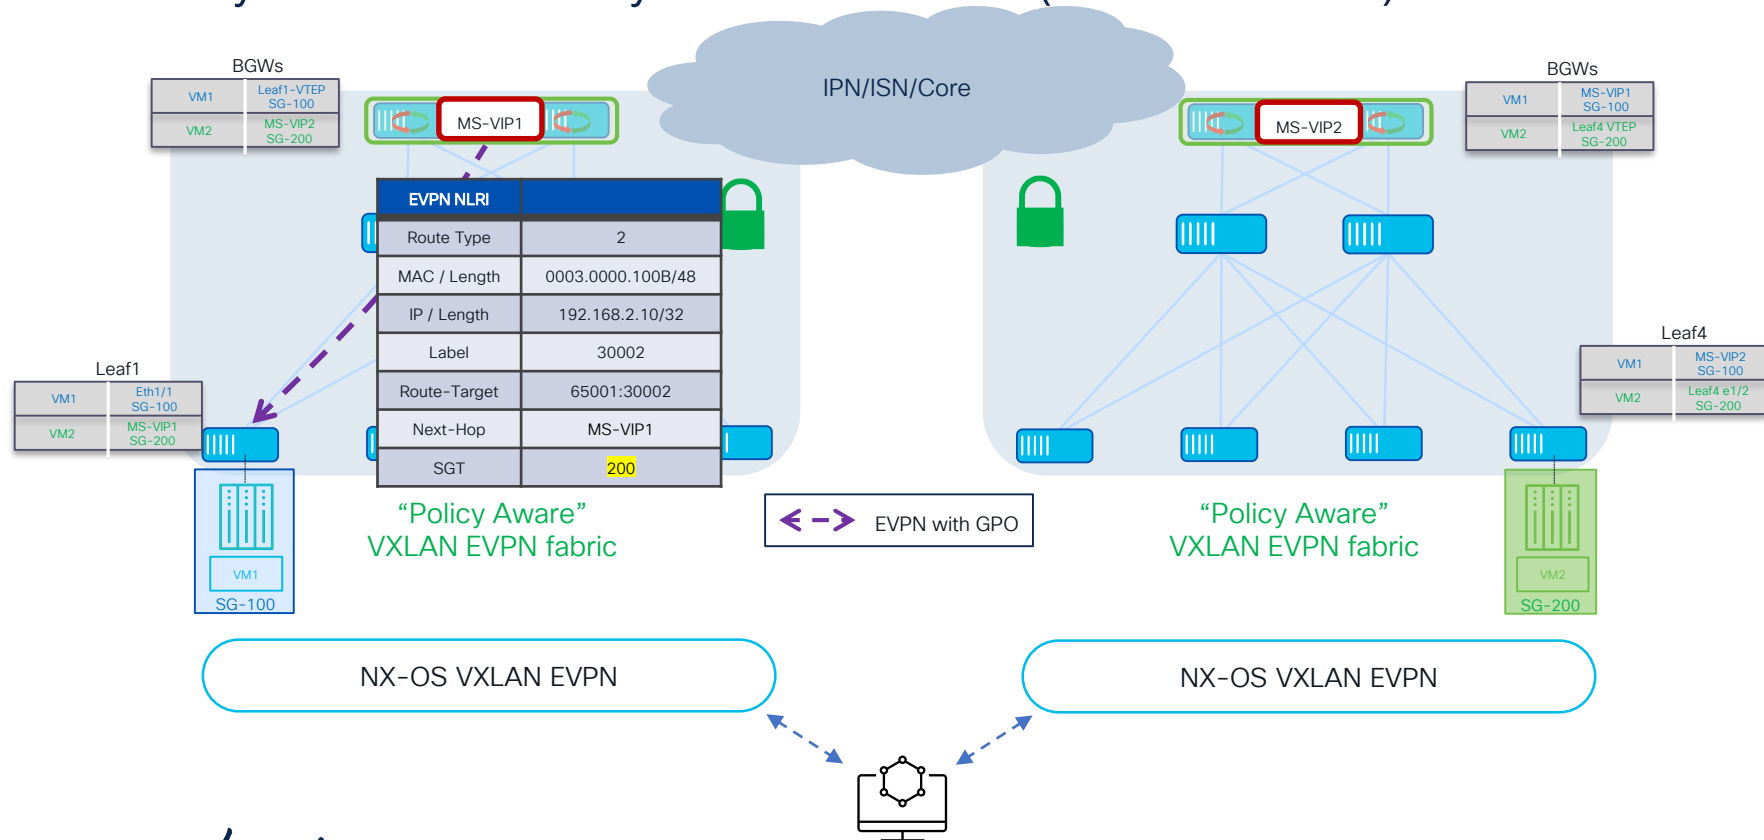 BGWs
VM1 Leaf1-VTEP
SG-100
VM2 MS-VIP2
SG-200
MS-VIP1
IPN/ISN/Core
MS-VIP2
BGWs
VM1 MS-VIP1
SG-100
VM2 Leaf4 VTEP
SG-200
EVPN NLRI
Route Type 2
MAC / Length 0003.0000.100B/48
IP / Length 192.168.2.10/32
Label 30002
Route-Target 65001:30002
Next-Hop MS-VIP1
SGT 200
Leaf1
VM1 Eth1/1
SG-100
VM2 MS-VIP1
SG-200
Leaf4
VM1 MS-VIP2
SG-100
VM2 Leaf4 e1/2
SG-200
“Policy Aware”
VXLAN EVPN fabric
EVPN with GPO
“Policy Aware”
VXLAN EVPN fabric
VM1
SG-100
VM2
SG-200
NX-OS VXLAN EVPN
NX-OS VXLAN EVPN